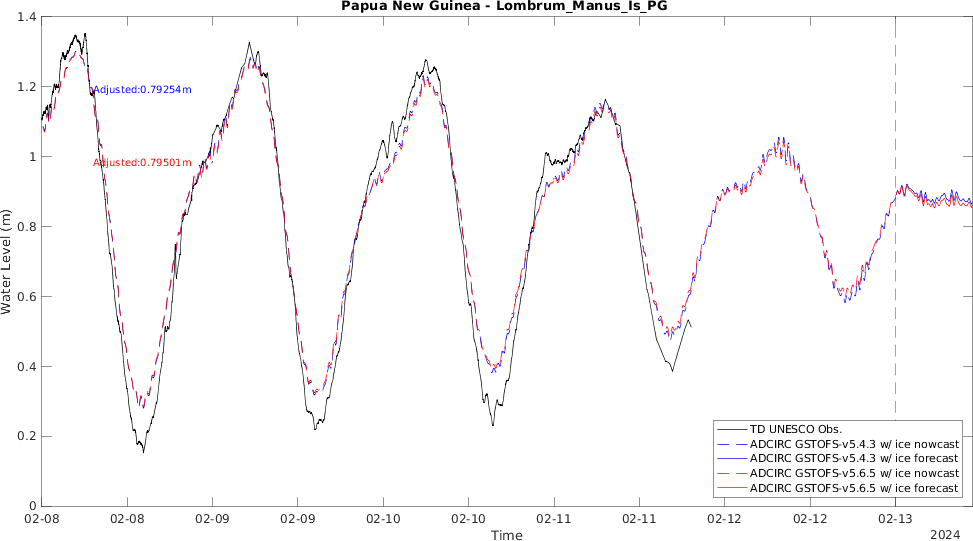 Papua New Guinea - Lombrum_Manus_Is_PG
1.4
1.2
1
0.8
0.6
0.4
0.2
0
Water Level (m)
Adjusted:0.79254m
Adjusted:0.79501m
TD UNESCO Obs.
ADCIRC GSTOFS-v5.4.3 w/ ice nowcast
ADCIRC GSTOFS-v5.4.3 w/ ice forecast
ADCIRC GSTOFS-v5.6.5 w/ ice nowcast
ADCIRC GSTOFS-v5.6.5 w/ ice forecast
02-08 02-08 02-09 02-09 02-10 02-10 02-11 02-11 02-12 02-12 02-13
Time
2024